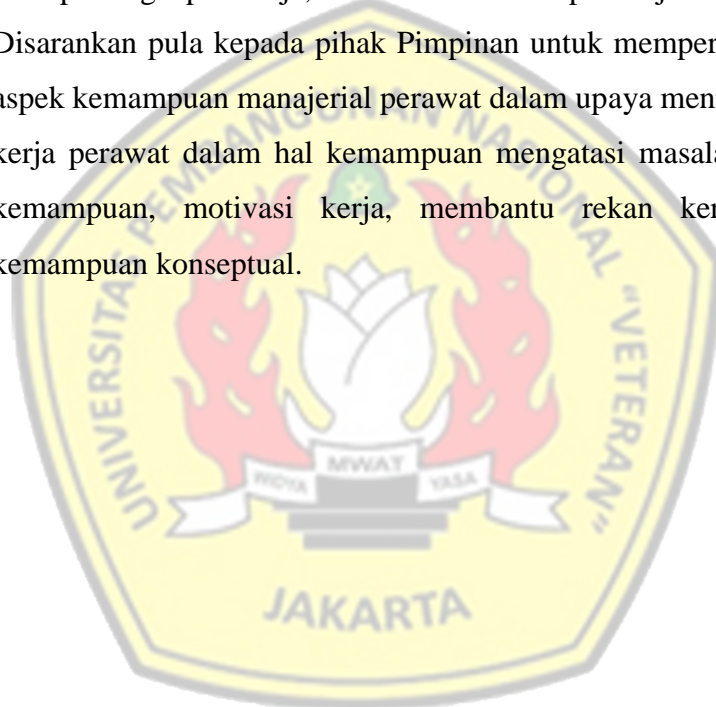 Disarankan pula kepada pihak Pimpinan untuk memper
aspek kemampuan manajerial perawat dalam upaya men
kerja perawat dalam hal kemampuan mengatasi masala
kemampuan, motivasi kerja, membantu rekan ker
kemampuan konseptual.
UNIVERSITAS PEMBANGUNAN NASIONAL "VETERAN"
WIDYA MWAT YASA
JAKARTA